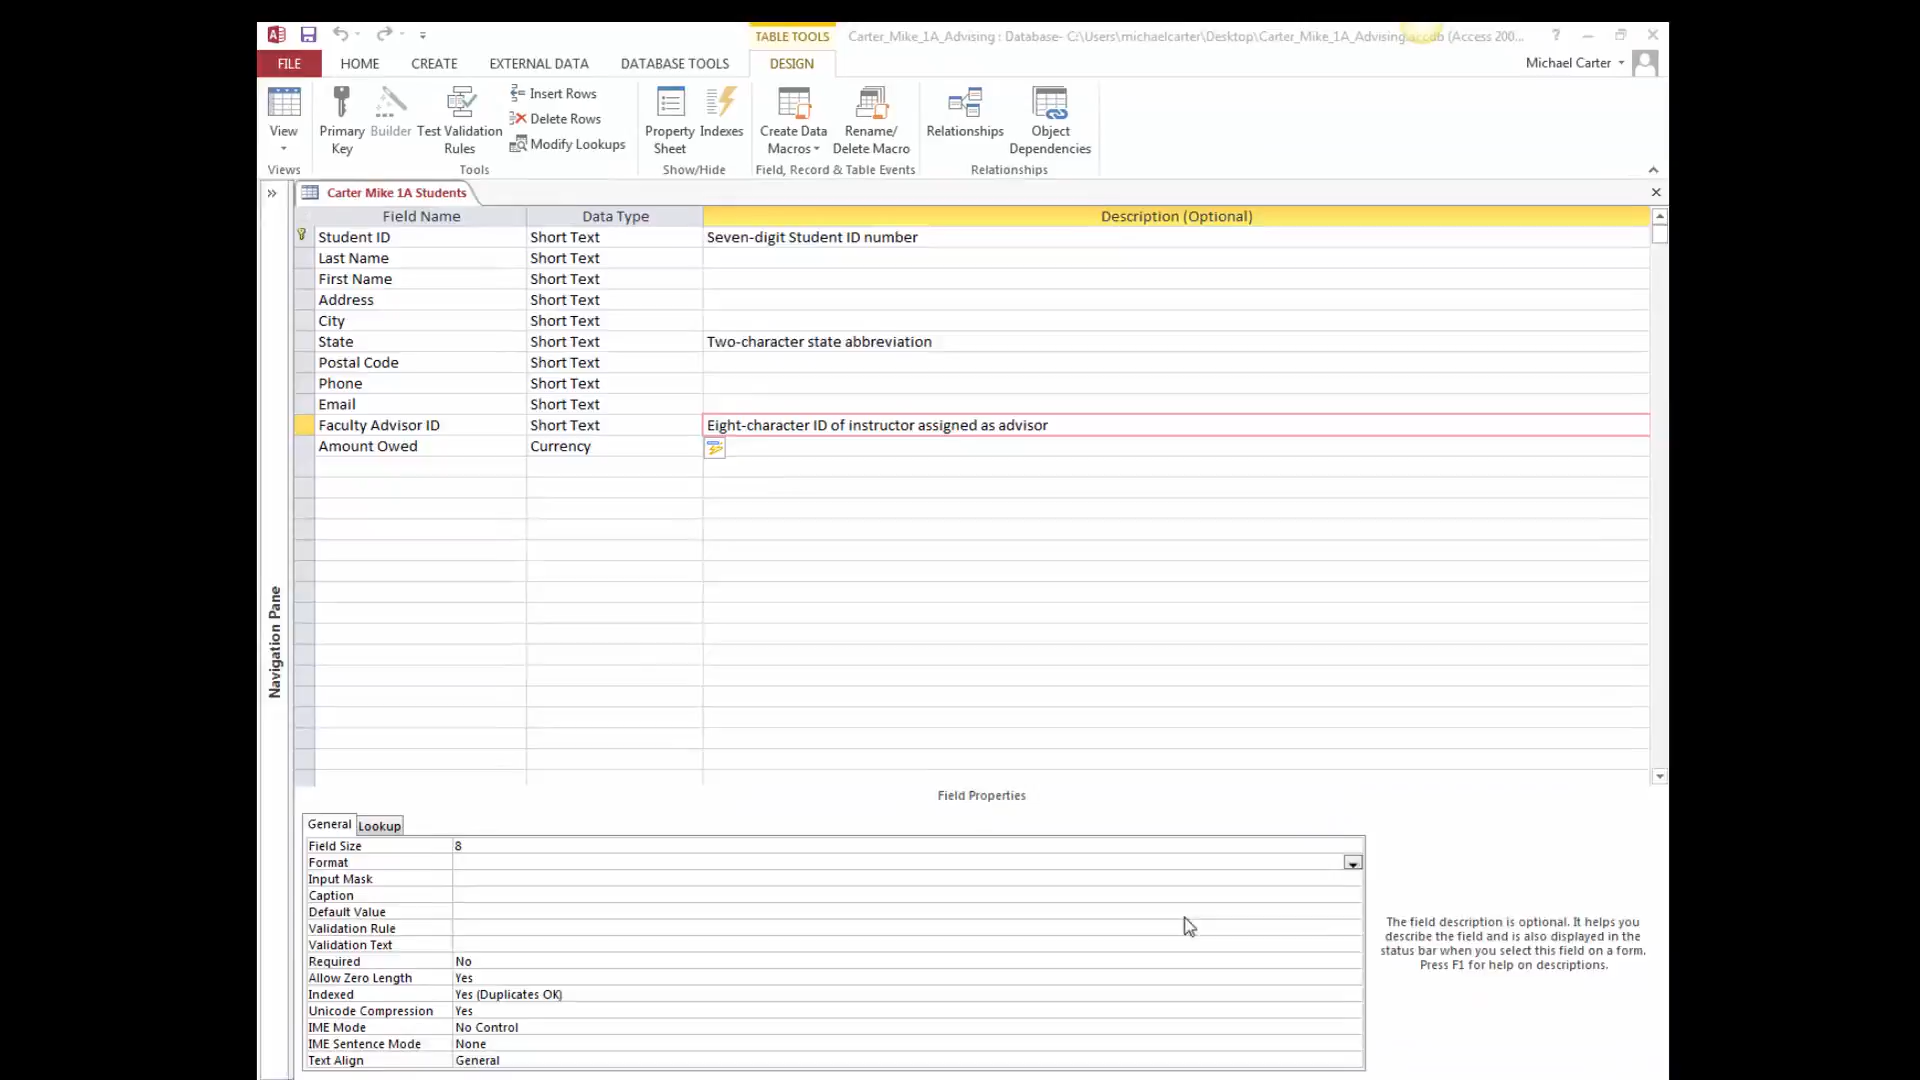 TABLE TOOLS
Carter_Mike_1A_Advising : Database- C:\Users\michaelcarter\Desktop\Carter_Mike_1A_Advising.accdb (Access 200...
?
FILE HOME CREATE EXTERNAL DATA DATABASE TOOLS DESIGN
Michael Carter
View
Primary
Key
Builder
Test Validation
Rules
Insert Rows
Delete Rows
Modify Lookups
Property
Sheet
Indexes
Create Data
Macros
Rename/
Delete Macro
Relationships
Object
Dependencies
Views Tools Show/Hide Field, Record & Table Events Relationships
Carter Mike 1A Students
Field Name Data Type Description (Optional)
Student ID Short Text Seven-digit Student ID number
Last Name Short Text
First Name Short Text
Address Short Text
City Short Text
State Short Text Two-character state abbreviation
Postal Code Short Text
Phone Short Text
Email Short Text
Faculty Advisor ID Short Text Eight-character ID of instructor assigned as advisor
Amount Owed Currency
Navigation Pane
Field Properties
General Lookup
Field Size 8
Format
Input Mask
Caption
Default Value
Validation Rule
Validation Text
Required No
Allow Zero Length Yes
Indexed Yes (Duplicates OK)
Unicode Compression Yes
IME Mode No Control
IME Sentence Mode None
Text Align General
The field description is optional. It helps you
describe the field and is also displayed in the
status bar when you select this field on a form.
Press F1 for help on descriptions.